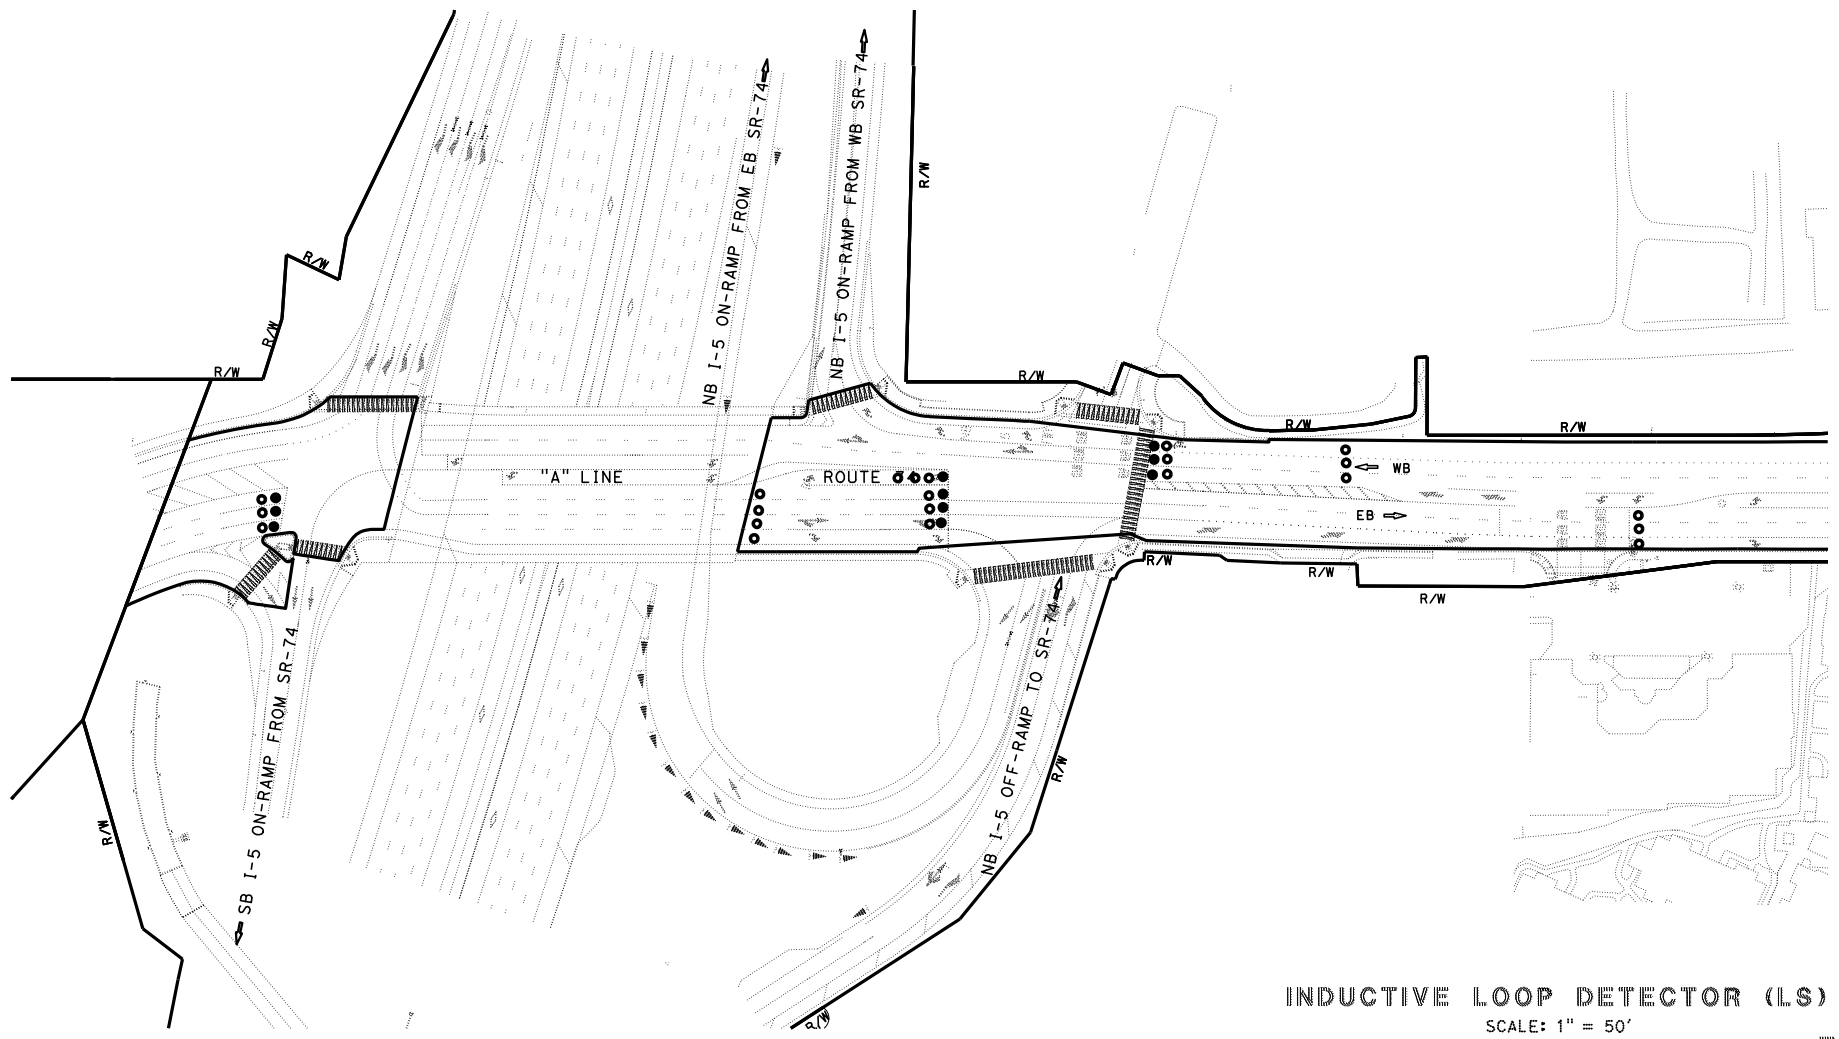 NB I-5 ON-RAMP FROM EB SR-74
NB I-5 ON-RAMP FROM WB SR-74
R/W
R/W
R/W
R/W
R/W
R/W
R/W
"A" LINE
ROUTE
WB
EB
R/W
R/W
R/W
SB I-5 ON-RAMP FROM SR-74
NB I-5 OFF-RAMP TO SR-74
R/W
R/W
R/W
INDUCTIVE LOOP DETECTOR (LS)
SCALE: 1" = 50'